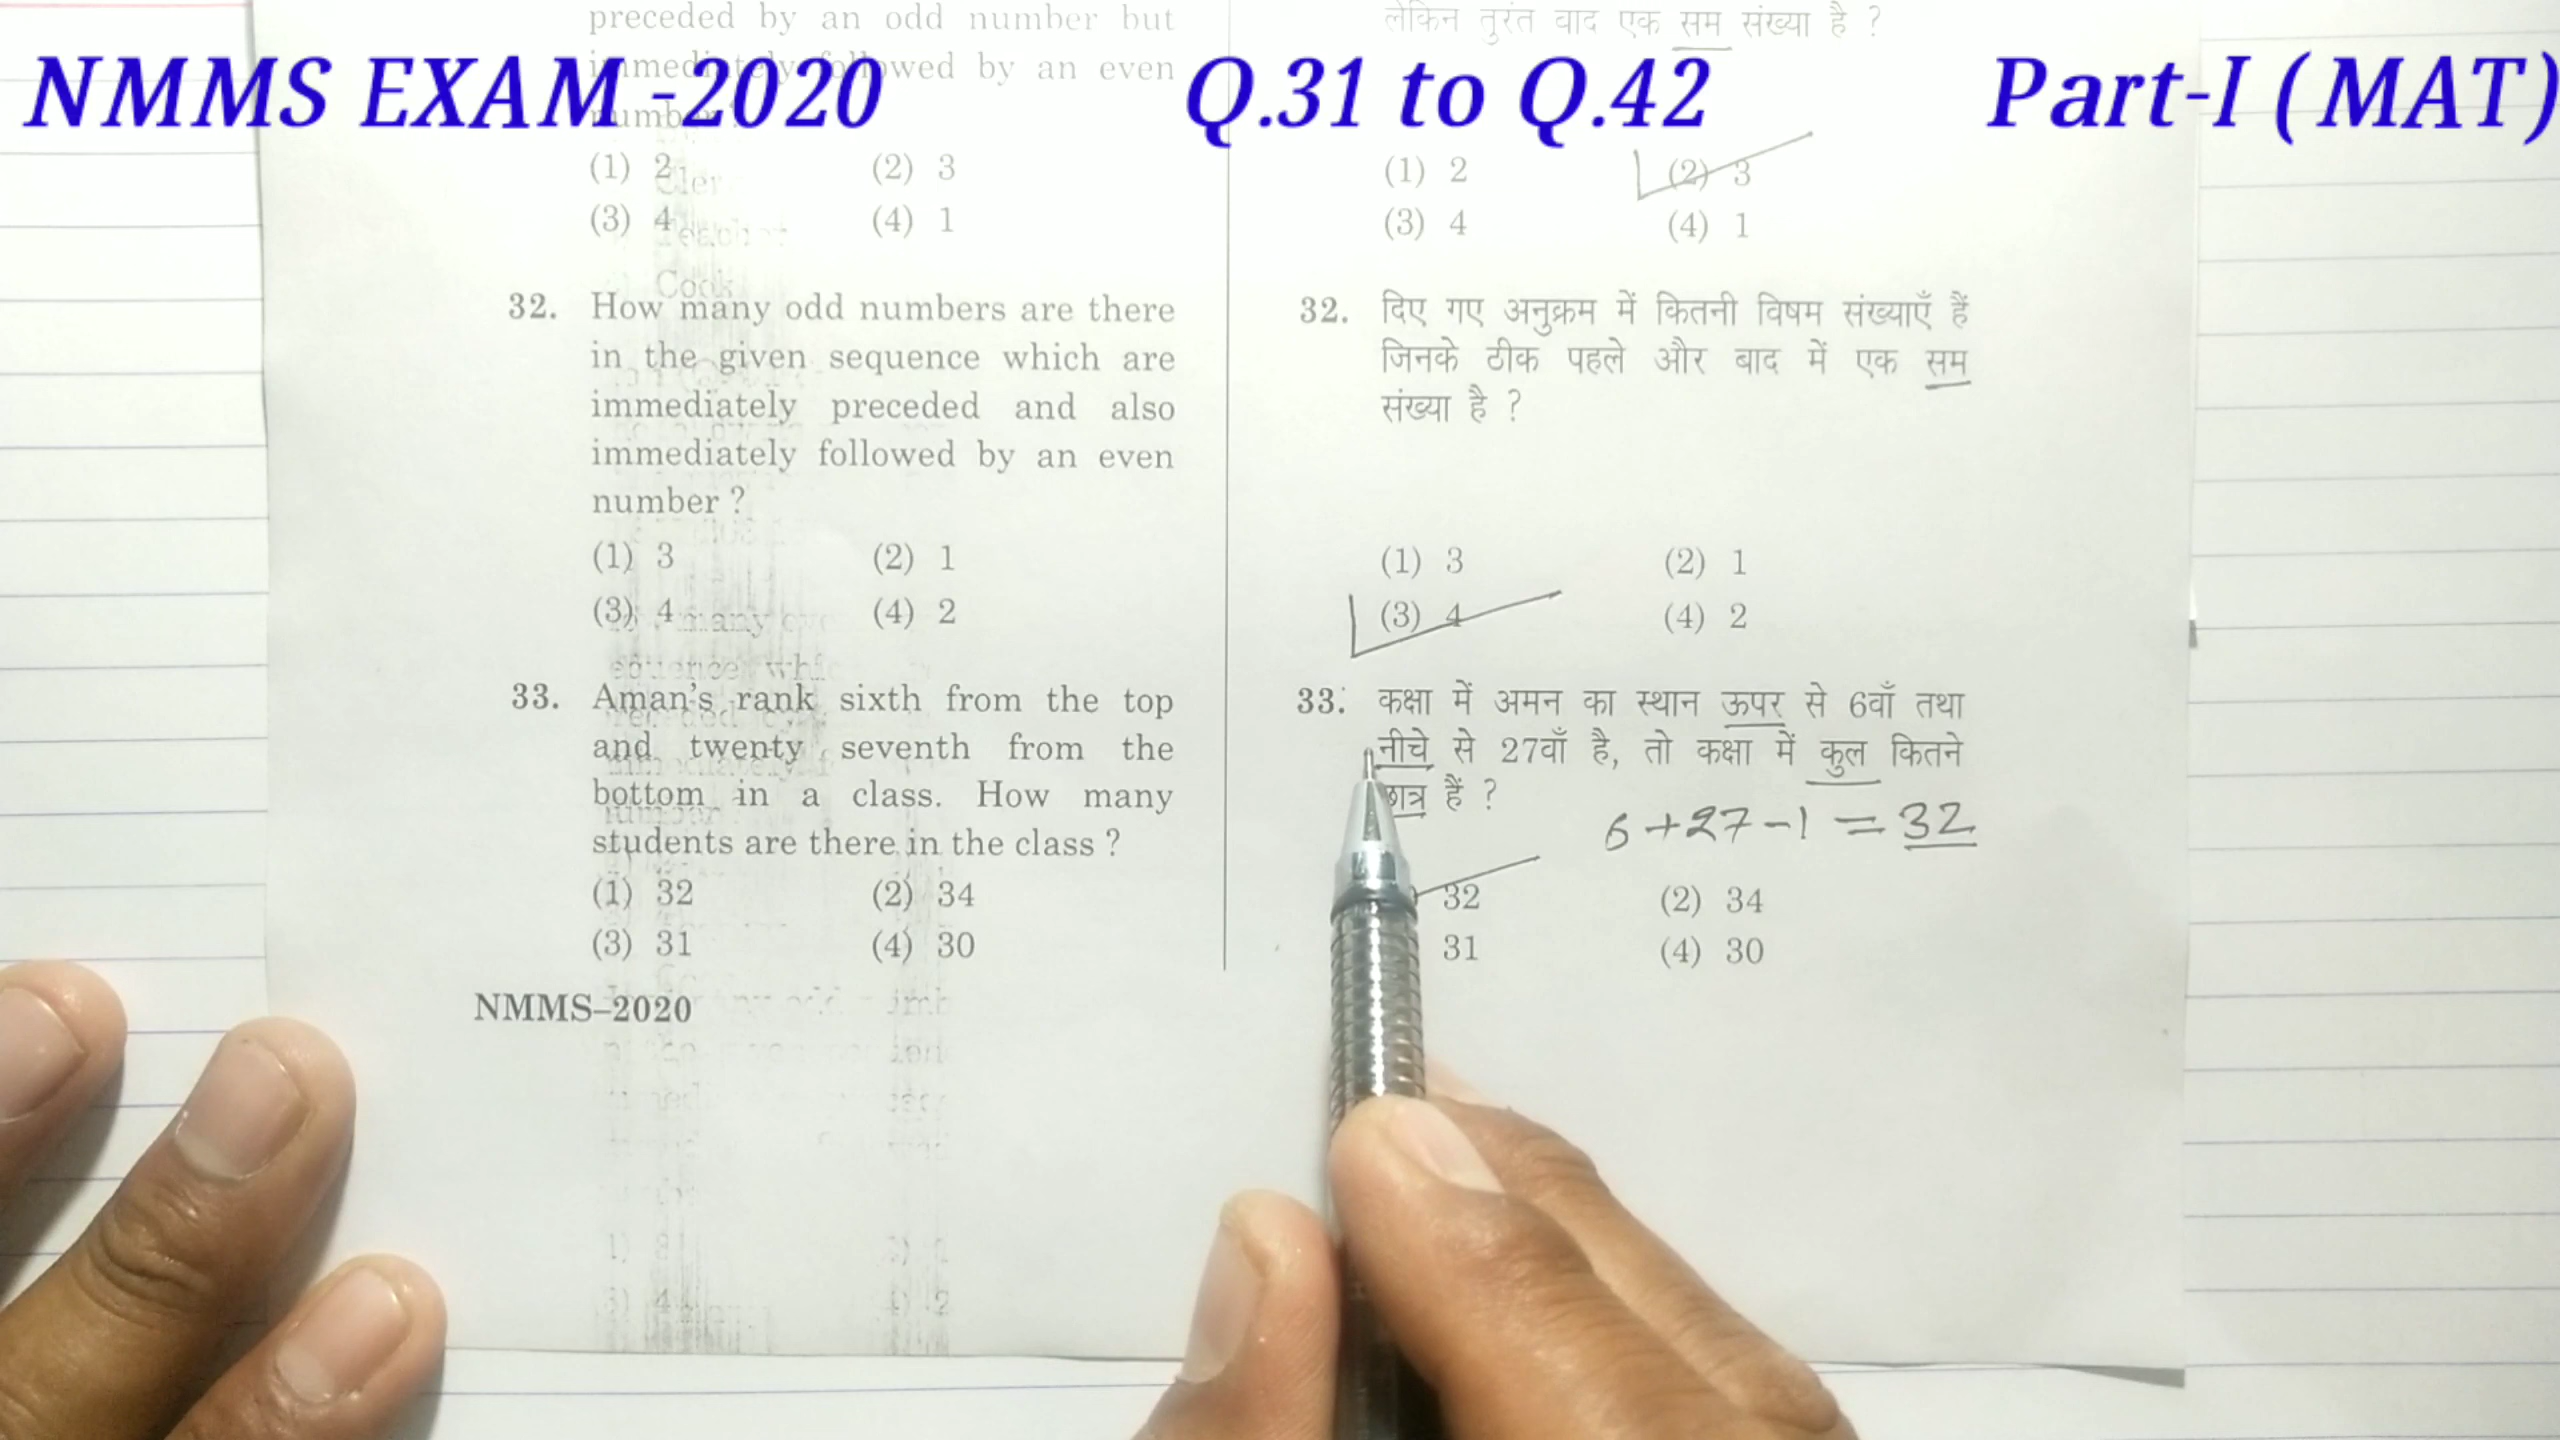 NMMS EXAM -2020 Q.31 to Q.42 Part-I (MAT)
preceded by an odd number but
immediately followed by an even
number ?
(1) 2 (2) 3
(3) 4 (4) 1
32. How many odd numbers are there
in the given sequence which are
immediately preceded and also
immediately followed by an even
number ?
(1) 3 (2) 1
(3) 4 (4) 2
33. Aman's rank sixth from the top
and twenty seventh from the
bottom in a class. How many
students are there in the class ?
(1) 32 (2) 34
(3) 31 (4) 30
NMMS–2020
लेकिन तुरंत बाद एक सम संख्या है ?
(1) 2 (2) 3
(3) 4 (4) 1
32. दिए गए अनुक्रम में कितनी विषम संख्याएँ हैं
जिनके ठीक पहले और बाद में एक सम
संख्या है ?
(1) 3 (2) 1
(3) 4 (4) 2
33. कक्षा में अमन का स्थान ऊपर से 6वाँ तथा
नीचे से 27वाँ है, तो कक्षा में कुल कितने
छात्र हैं ?
6+27-1 = 32
32 (2) 34
31 (4) 30